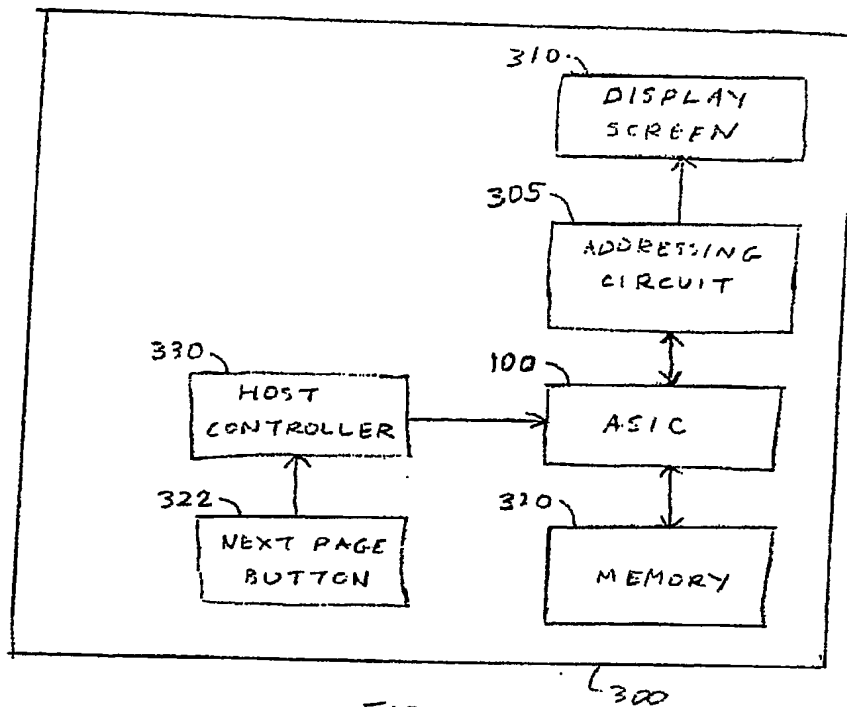 310
DISPLAY
SCREEN
305
ADDRESSING
CIRCUIT
330
HOST
CONTROLLER
100
ASIC
322
NEXT PAGE
BUTTON
320
MEMORY
300